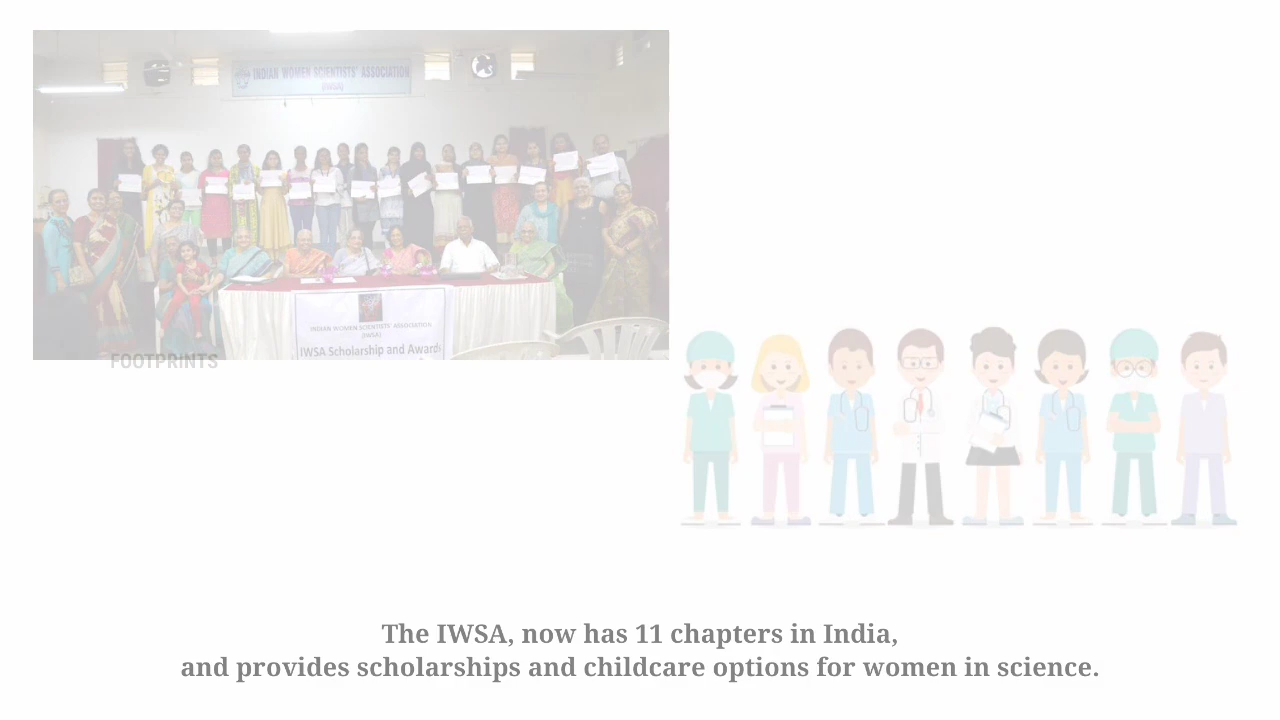 INDIAN WOMEN SCIENTISTS' ASSOCIATION
(IWSA)
INDIAN WOMEN SCIENTISTS' ASSOCIATION
(IWSA)
IWSA Scholarship and Awards
FOOTPRINTS
The IWSA, now has 11 chapters in India,
and provides scholarships and childcare options for women in science.